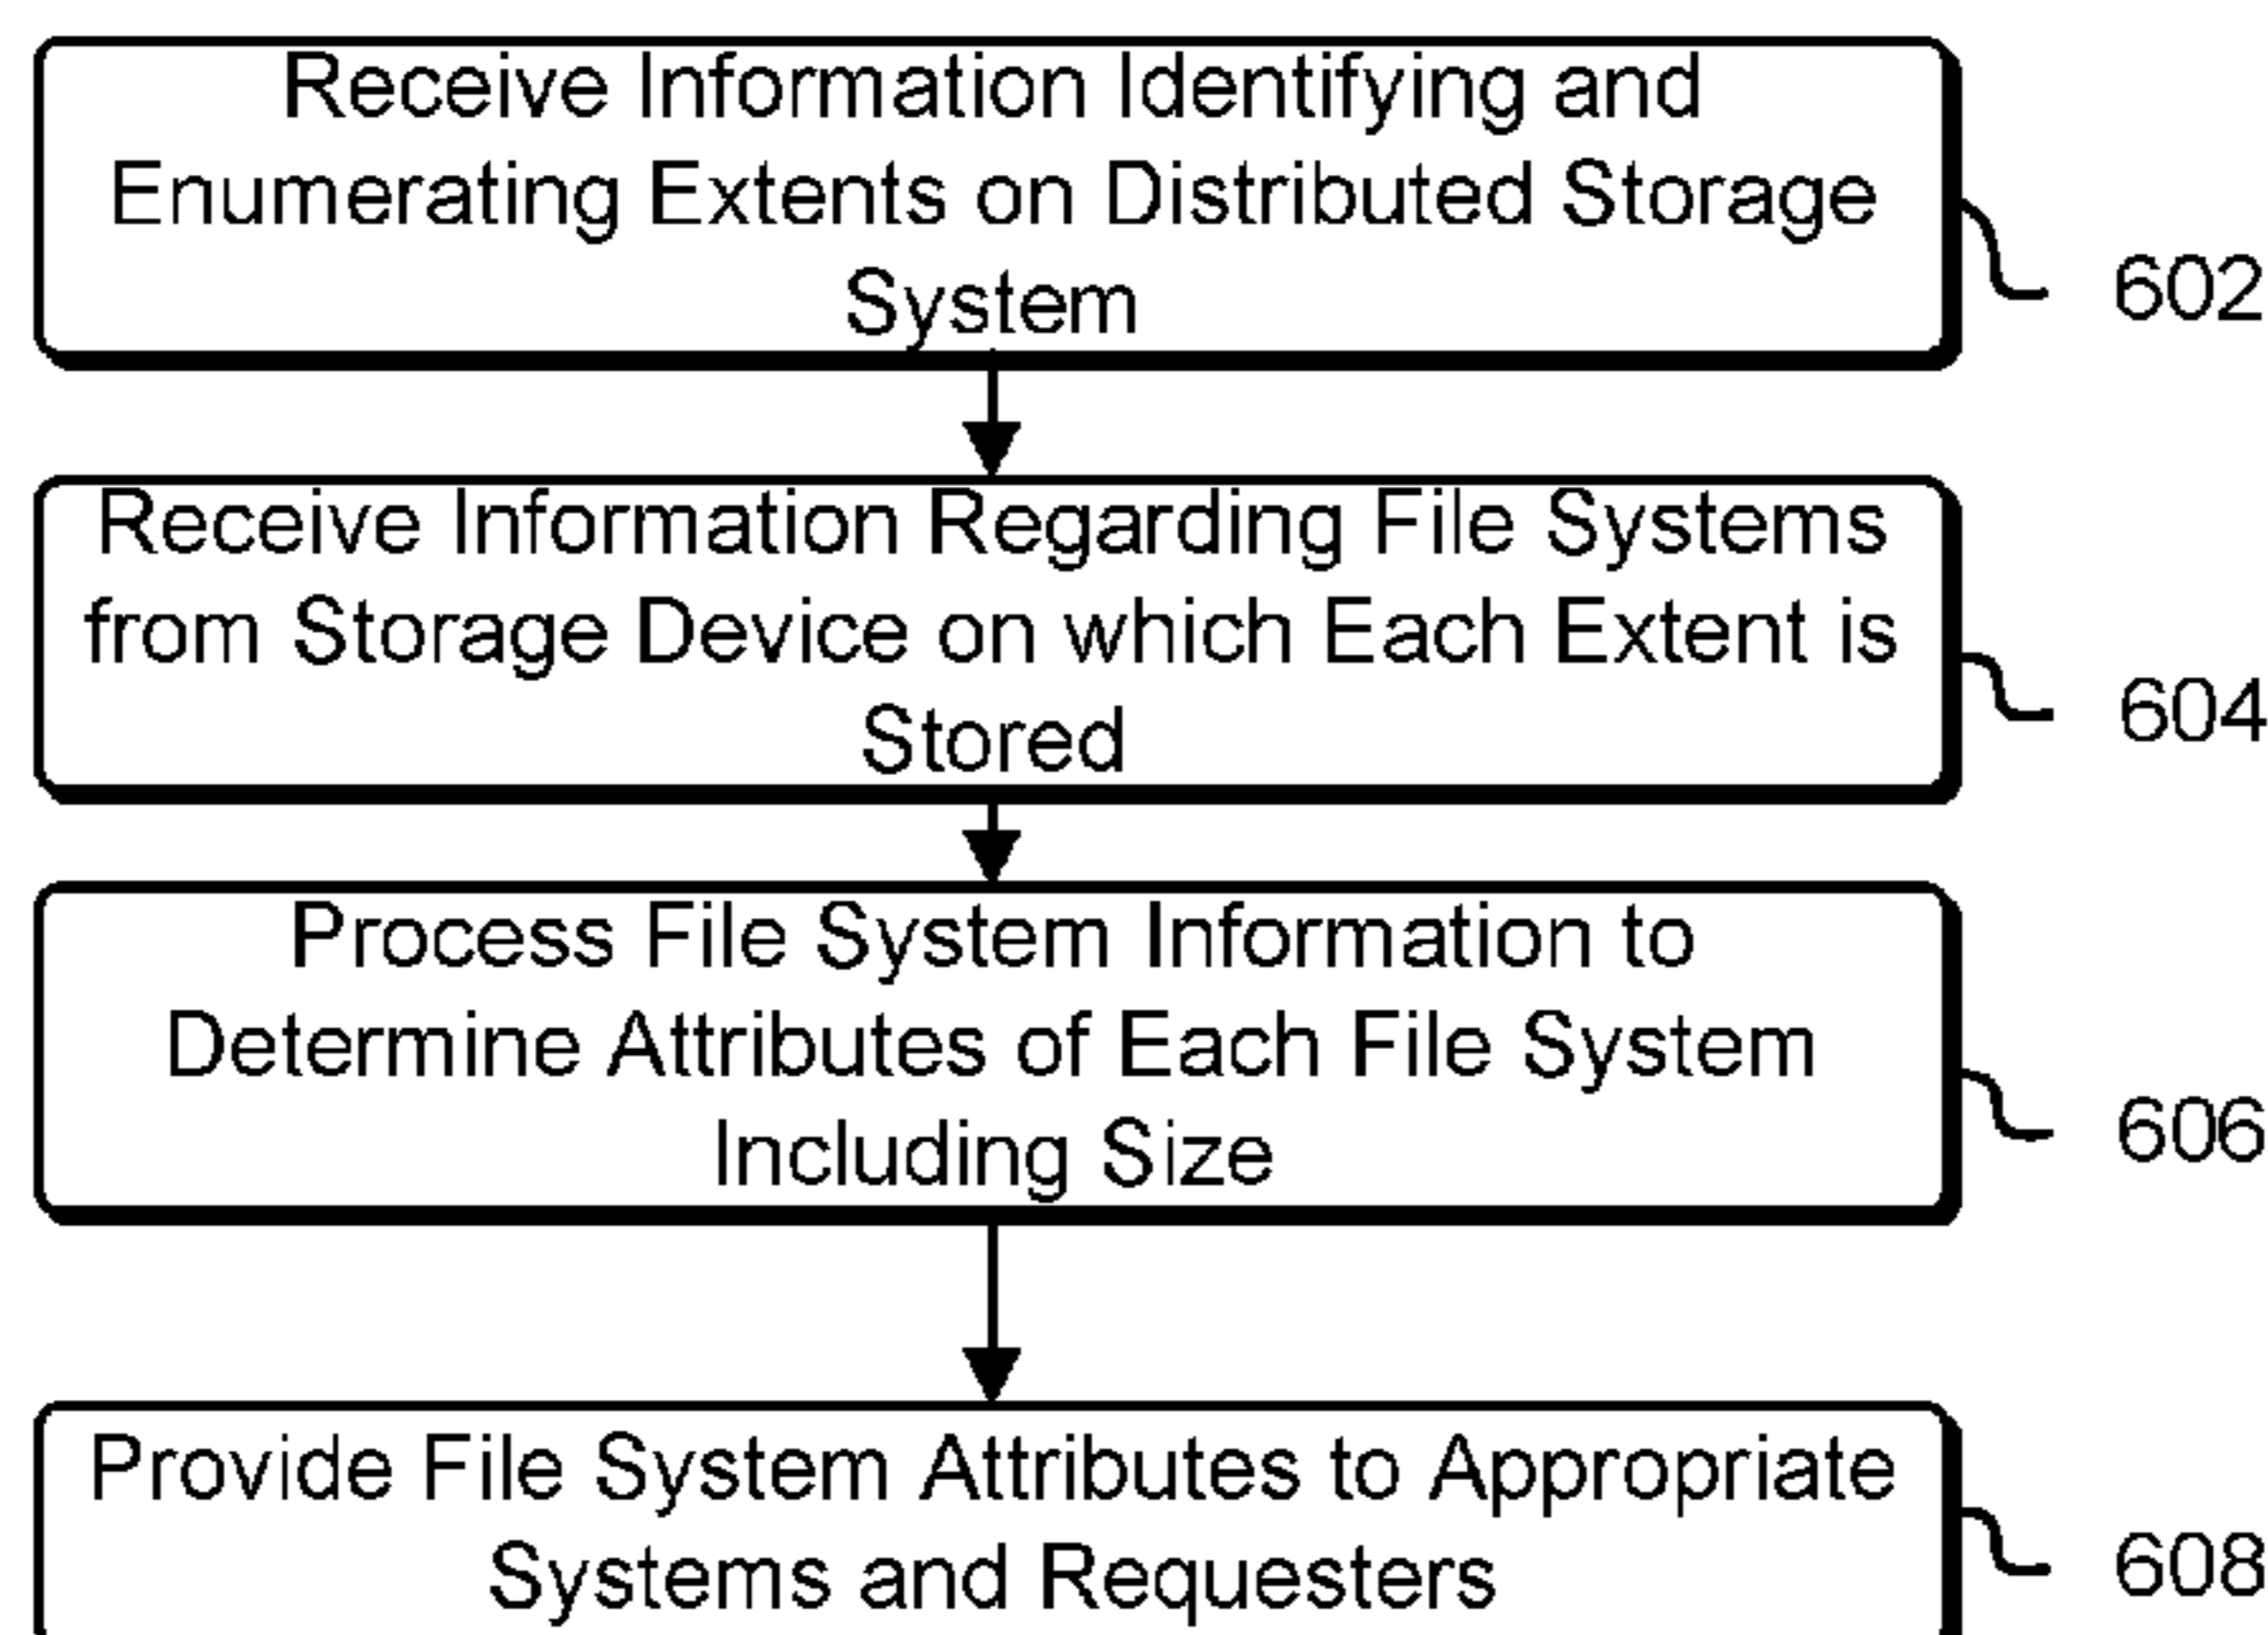 Receive Information Identifying and
Enumerating Extents on Distributed Storage
System
602
Receive Information Regarding File Systems
from Storage Device on which Each Extent is
Stored
604
Process File System Information to
Determine Attributes of Each File System
Including Size
606
Provide File System Attributes to Appropriate
Systems and Requesters
608